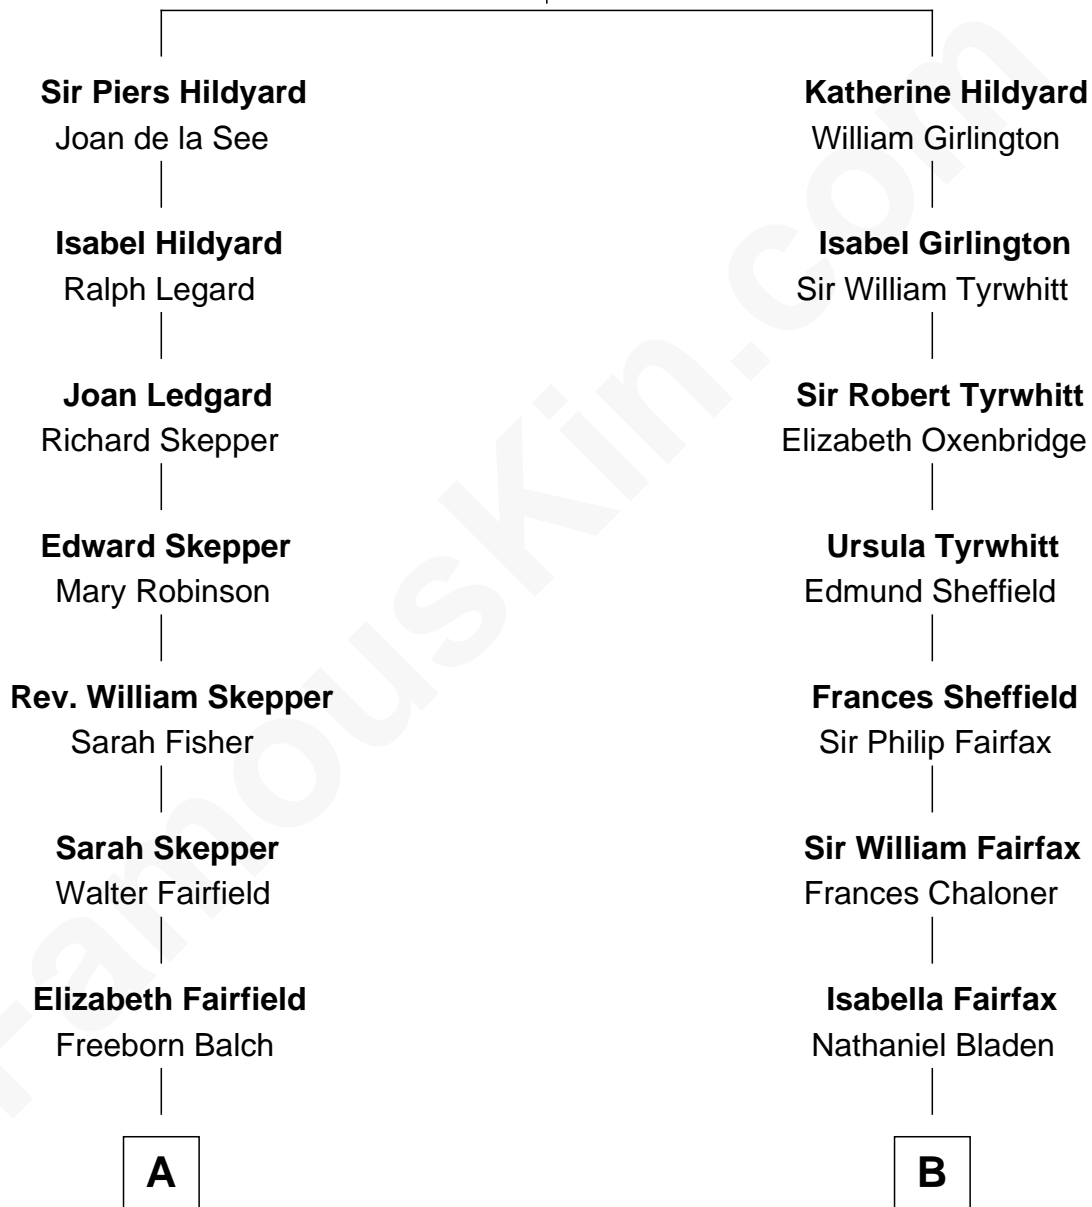 Sir Piers Hildyard
Joan de la See
Isabel Hildyard
Ralph Legard
Joan Ledgard
Richard Skepper
Edward Skepper
Mary Robinson
Rev. William Skepper
Sarah Fisher
Sarah Skepper
Walter Fairfield
Elizabeth Fairfield
Freeborn Balch
A
Katherine Hildyard
William Girlington
Isabel Girlington
Sir William Tyrwhitt
Sir Robert Tyrwhitt
Elizabeth Oxenbridge
Ursula Tyrwhitt
Edmund Sheffield
Frances Sheffield
Sir Philip Fairfax
Sir William Fairfax
Frances Chaloner
Isabella Fairfax
Nathaniel Bladen
B
FamousKin.com